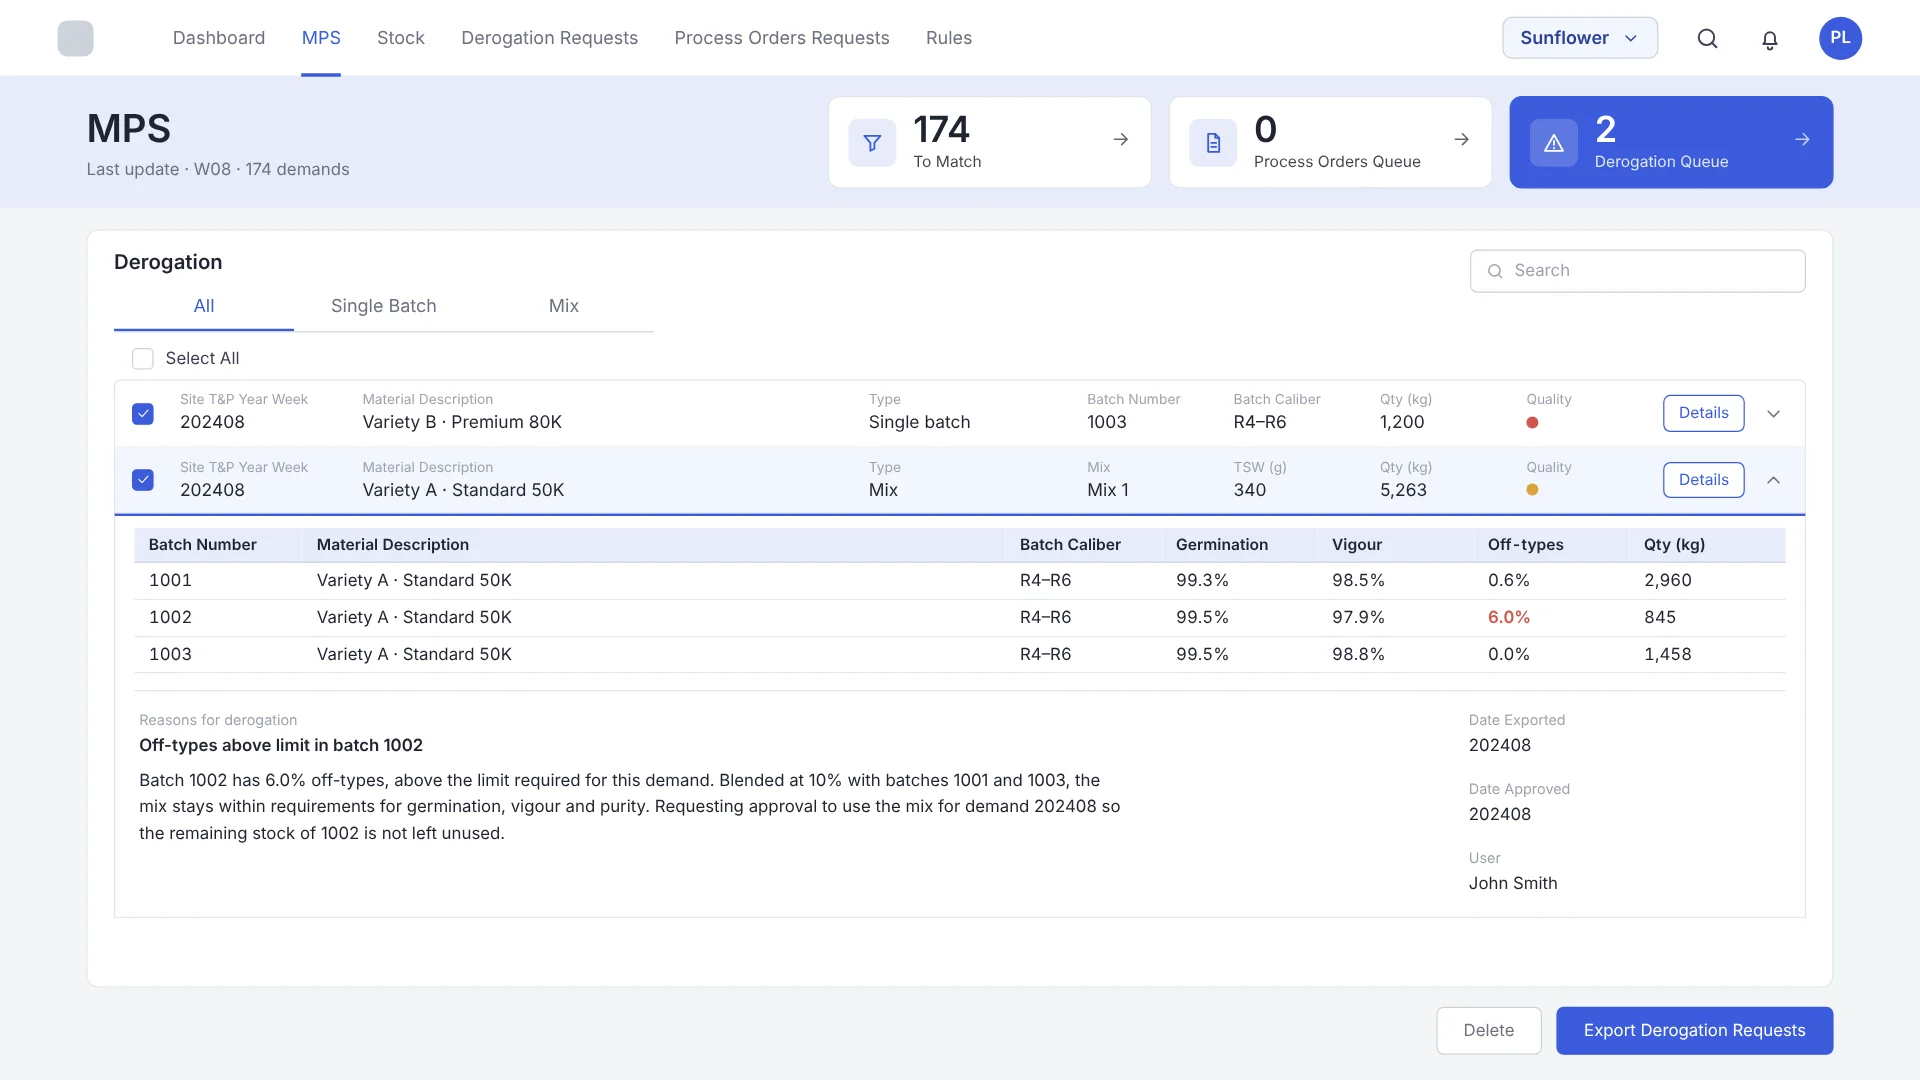 Dashboard MPS Stock Derogation Requests Process Orders Requests Rules Sunflower PL
MPS
Last update · W08 · 174 demands
174
To Match
0
Process Orders Queue
2
Derogation Queue
Derogation
Search
All Single Batch Mix
Select All
Site T&P Year Week Material Description Type Batch Number Batch Caliber Qty (kg) Quality
202408 Variety B · Premium 80K Single batch 1003 R4–R6 1,200 Details
Site T&P Year Week Material Description Type Mix TSW (g) Qty (kg) Quality
202408 Variety A · Standard 50K Mix Mix 1 340 5,263 Details
Batch Number Material Description Batch Caliber Germination Vigour Off-types Qty (kg)
1001 Variety A · Standard 50K R4–R6 99.3% 98.5% 0.6% 2,960
1002 Variety A · Standard 50K R4–R6 99.5% 97.9% 6.0% 845
1003 Variety A · Standard 50K R4–R6 99.5% 98.8% 0.0% 1,458
Reasons for derogation
Off-types above limit in batch 1002
Batch 1002 has 6.0% off-types, above the limit required for this demand. Blended at 10% with batches 1001 and 1003, the
mix stays within requirements for germination, vigour and purity. Requesting approval to use the mix for demand 202408 so
the remaining stock of 1002 is not left unused.
Date Exported
202408
Date Approved
202408
User
John Smith
Delete Export Derogation Requests